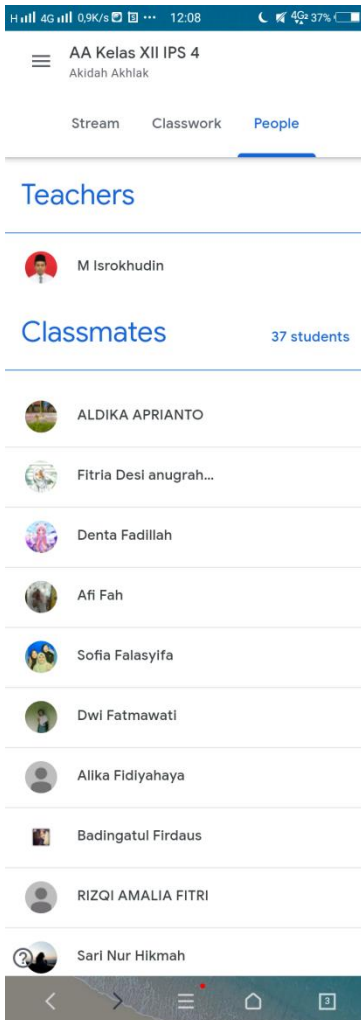 H 4G 0,9K/s S ... 12:08 4G2 37%
AA Kelas XII IPS 4
Akidah Akhlak
Stream Classwork People
Teachers
M Isrokhudin
Classmates 37 students
ALDIKA APRIANTO
Fitria Desi anugrah...
Denta Fadillah
Afi Fah
Sofia Falasyifa
Dwi Fatmawati
Alika Fidiyahaya
Badingatul Firdaus
RIZQI AMALIA FITRI
Sari Nur Hikmah
3